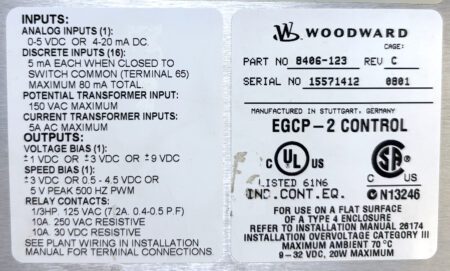 INPUTS:
ANALOG INPUTS (1):
0-5 VDC OR 4-20 mA DC.
DISCRETE INPUTS (16):
5 mA EACH WHEN CLOSED TO
SWITCH COMMON (TERMINAL 65)
MAXIMUM 80 mA TOTAL.
POTENTIAL TRANSFORMER INPUT:
150 VAC MAXIMUM
CURRENT TRANSFORMER INPUT:
5A AC MAXIMUM
OUTPUTS:
VOLTAGE BIAS (1):
±1 VDC OR ±3 VDC OR ±9 VDC
SPEED BIAS (1):
±3 VDC OR 0.5 - 4.5 VDC OR
5 V PEAK 500 HZ PWM
RELAY CONTACTS:
1/3HP. 125 VAC (7.2A. 0.4-0.5 P.F)
10A. 250 VAC RESISTIVE
10A. 30 VDC RESISTIVE
SEE PLANT WIRING IN INSTALLATION
MANUAL FOR TERMINAL CONNECTIONS.
WOODWARD
CAGE:
PART NO 8406-123 REV C
SERIAL NO 15571412 0801
MANUFACTURED IN STUTTGART, GERMANY
EGCP-2 CONTROL
C UL US
LISTED 61N6
IND.CONT.EQ.
SA
® N13246
FOR USE ON A FLAT SURFACE
OF A TYPE 4 ENCLOSURE
REFER TO INSTALLATION MANUAL 26174
INSTALLATION OVERVOLTAGE CATEGORY III
MAXIMUM AMBIENT 70 °C
9-32 VDC, 20W MAXIMUM